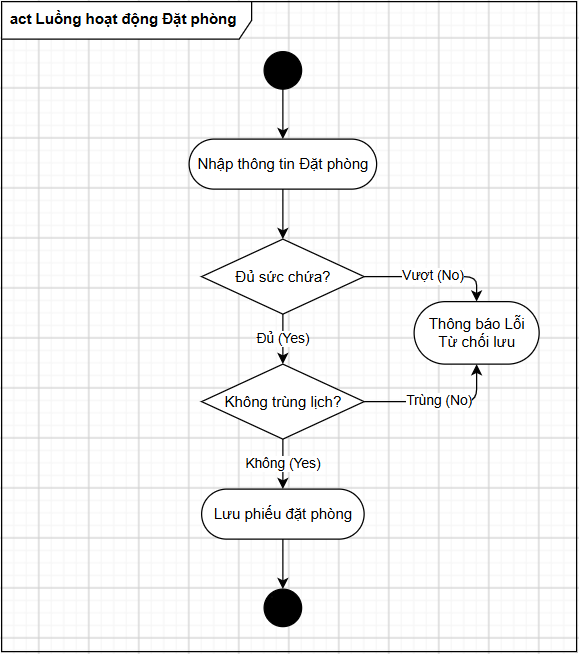 act Luồng hoạt động Đặt phòng
Nhập thông tin Đặt phòng
Đủ sức chứa?
Vượt (No)
Thông báo Lỗi
Từ chối lưu
Đủ (Yes)
Không trùng lịch?
Trùng (No)
Không (Yes)
Lưu phiếu đặt phòng